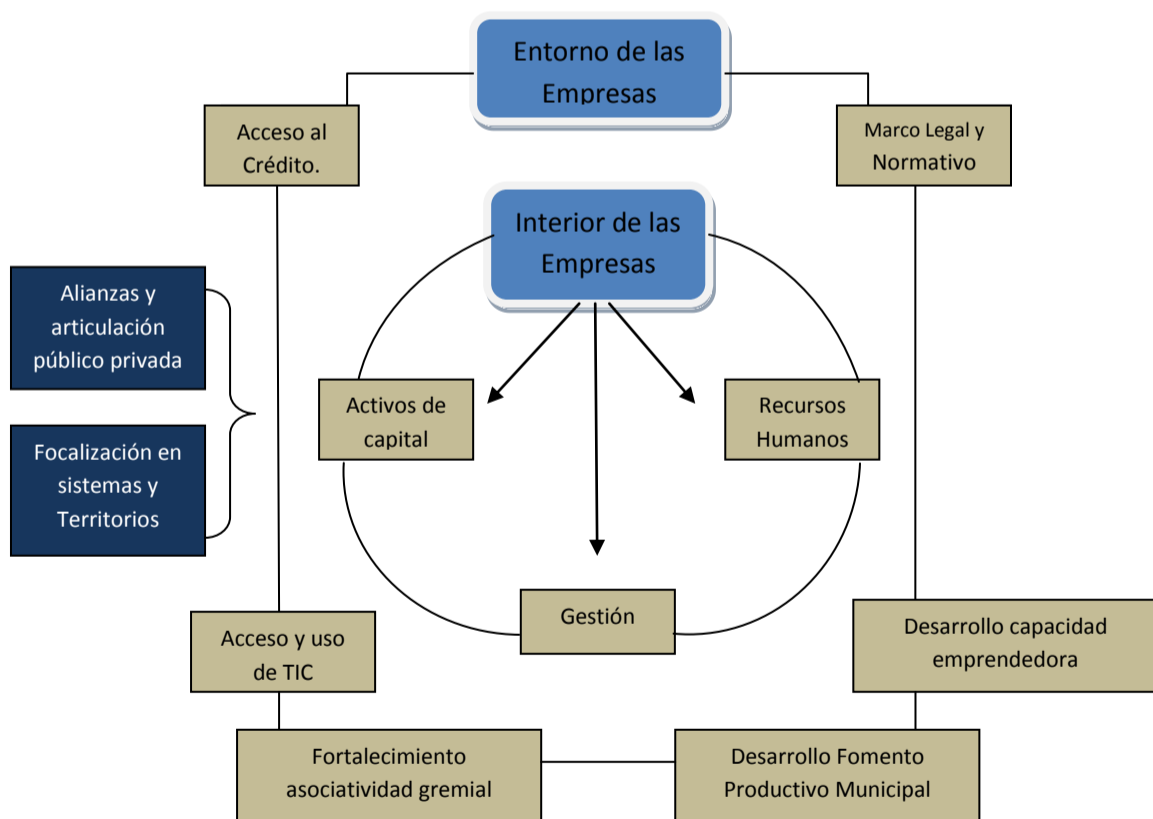 Entorno de las
Empresas
Acceso al
Crédito.
Marco Legal y
Normativo
Interior de las
Empresas
Alianzas y
articulación
público privada
Activos de
capital
Recursos
Humanos
Focalización en
sistemas y
Territorios
Gestión
Acceso y uso
de TIC
Desarrollo capacidad
emprendedora
Fortalecimiento
asociatividad gremial
Desarrollo Fomento
Productivo Municipal